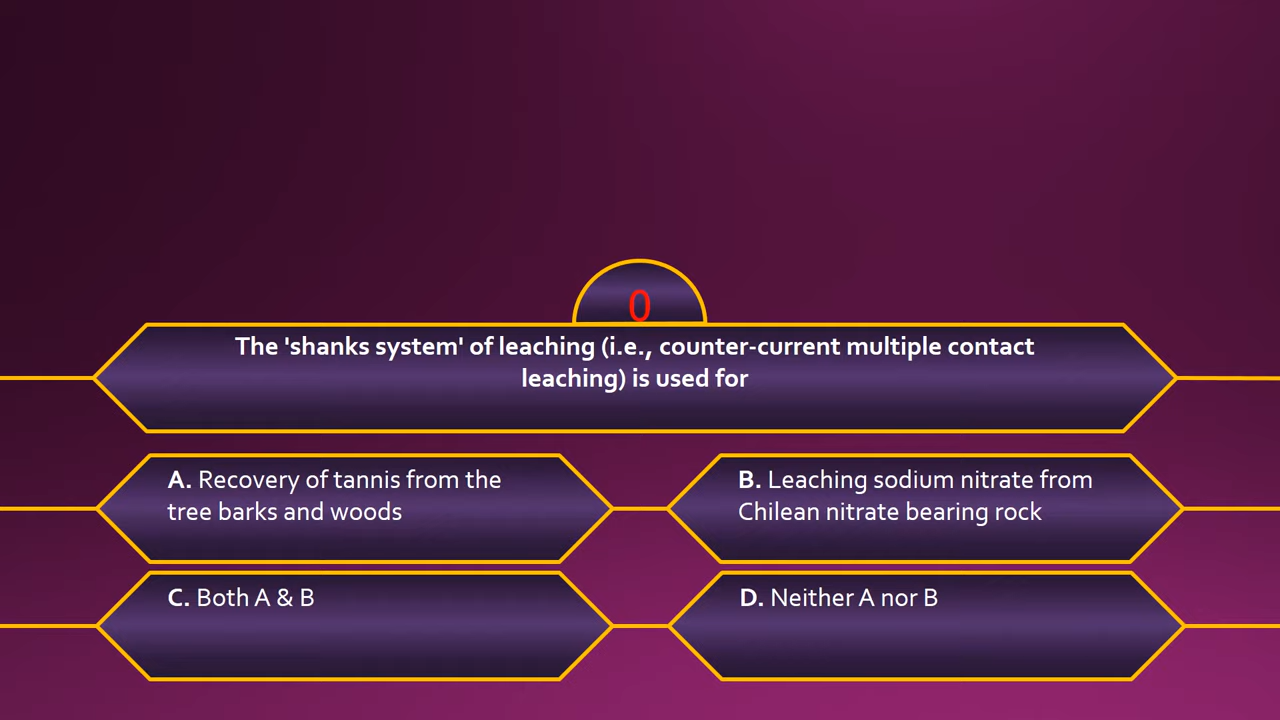 0
The 'shanks system' of leaching (i.e., counter-current multiple contact
leaching) is used for
A. Recovery of tannis from the
tree barks and woods
B. Leaching sodium nitrate from
Chilean nitrate bearing rock
C. Both A & B
D. Neither A nor B